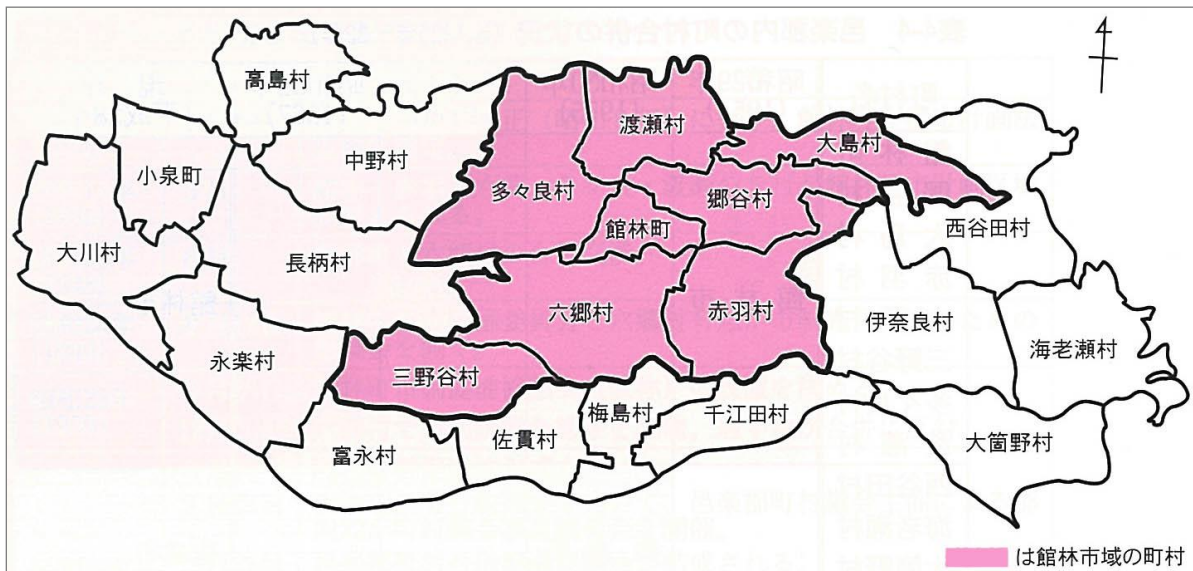 4
高島村
渡瀬村
大島村
小泉町
中野村
多々良村
郷谷村
館林町
西谷田村
大川村
長柄村
六郷村
赤羽村
伊奈良村
海老瀬村
永楽村
三野谷村
梅島村
千江田村
佐貫村
富永村
大箇野村
は館林市域の町村